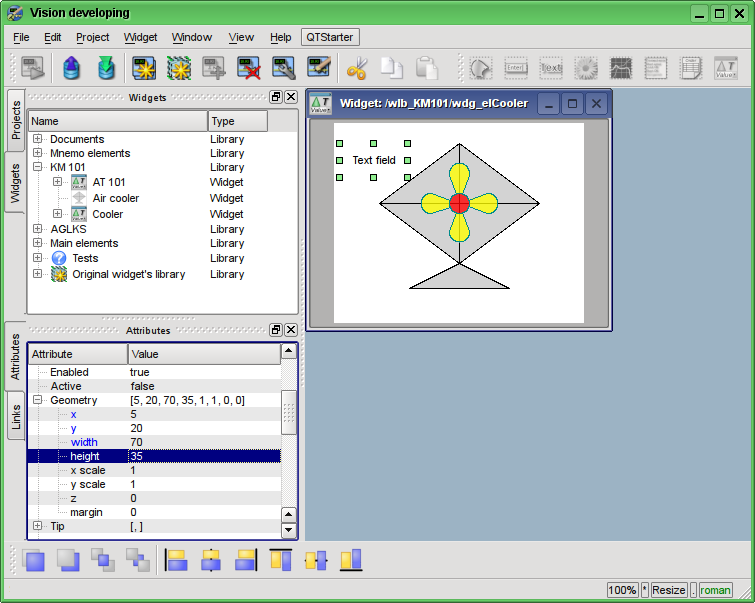 Vision developing
File Edit Project Widget Window View Help QTStarter
Projects
Widgets
Widgets
Name Type
Documents Library
Mnemo elements Library
KM 101 Library
AT 101 Widget
Air cooler Widget
Cooler Widget
AGLKS Library
Main elements Library
Tests Library
Original widget's library Library
Widget: /wlb_KM101/wdg_elCooler
Text field
Attributes
Links
Attributes
Attribute Value
Enabled true
Active false
Geometry [5, 20, 70, 35, 1, 1, 0, 0]
x 5
y 20
width 70
height 35
x scale 1
y scale 1
z 0
margin 0
Tip [, ]
100% * Resize . roman